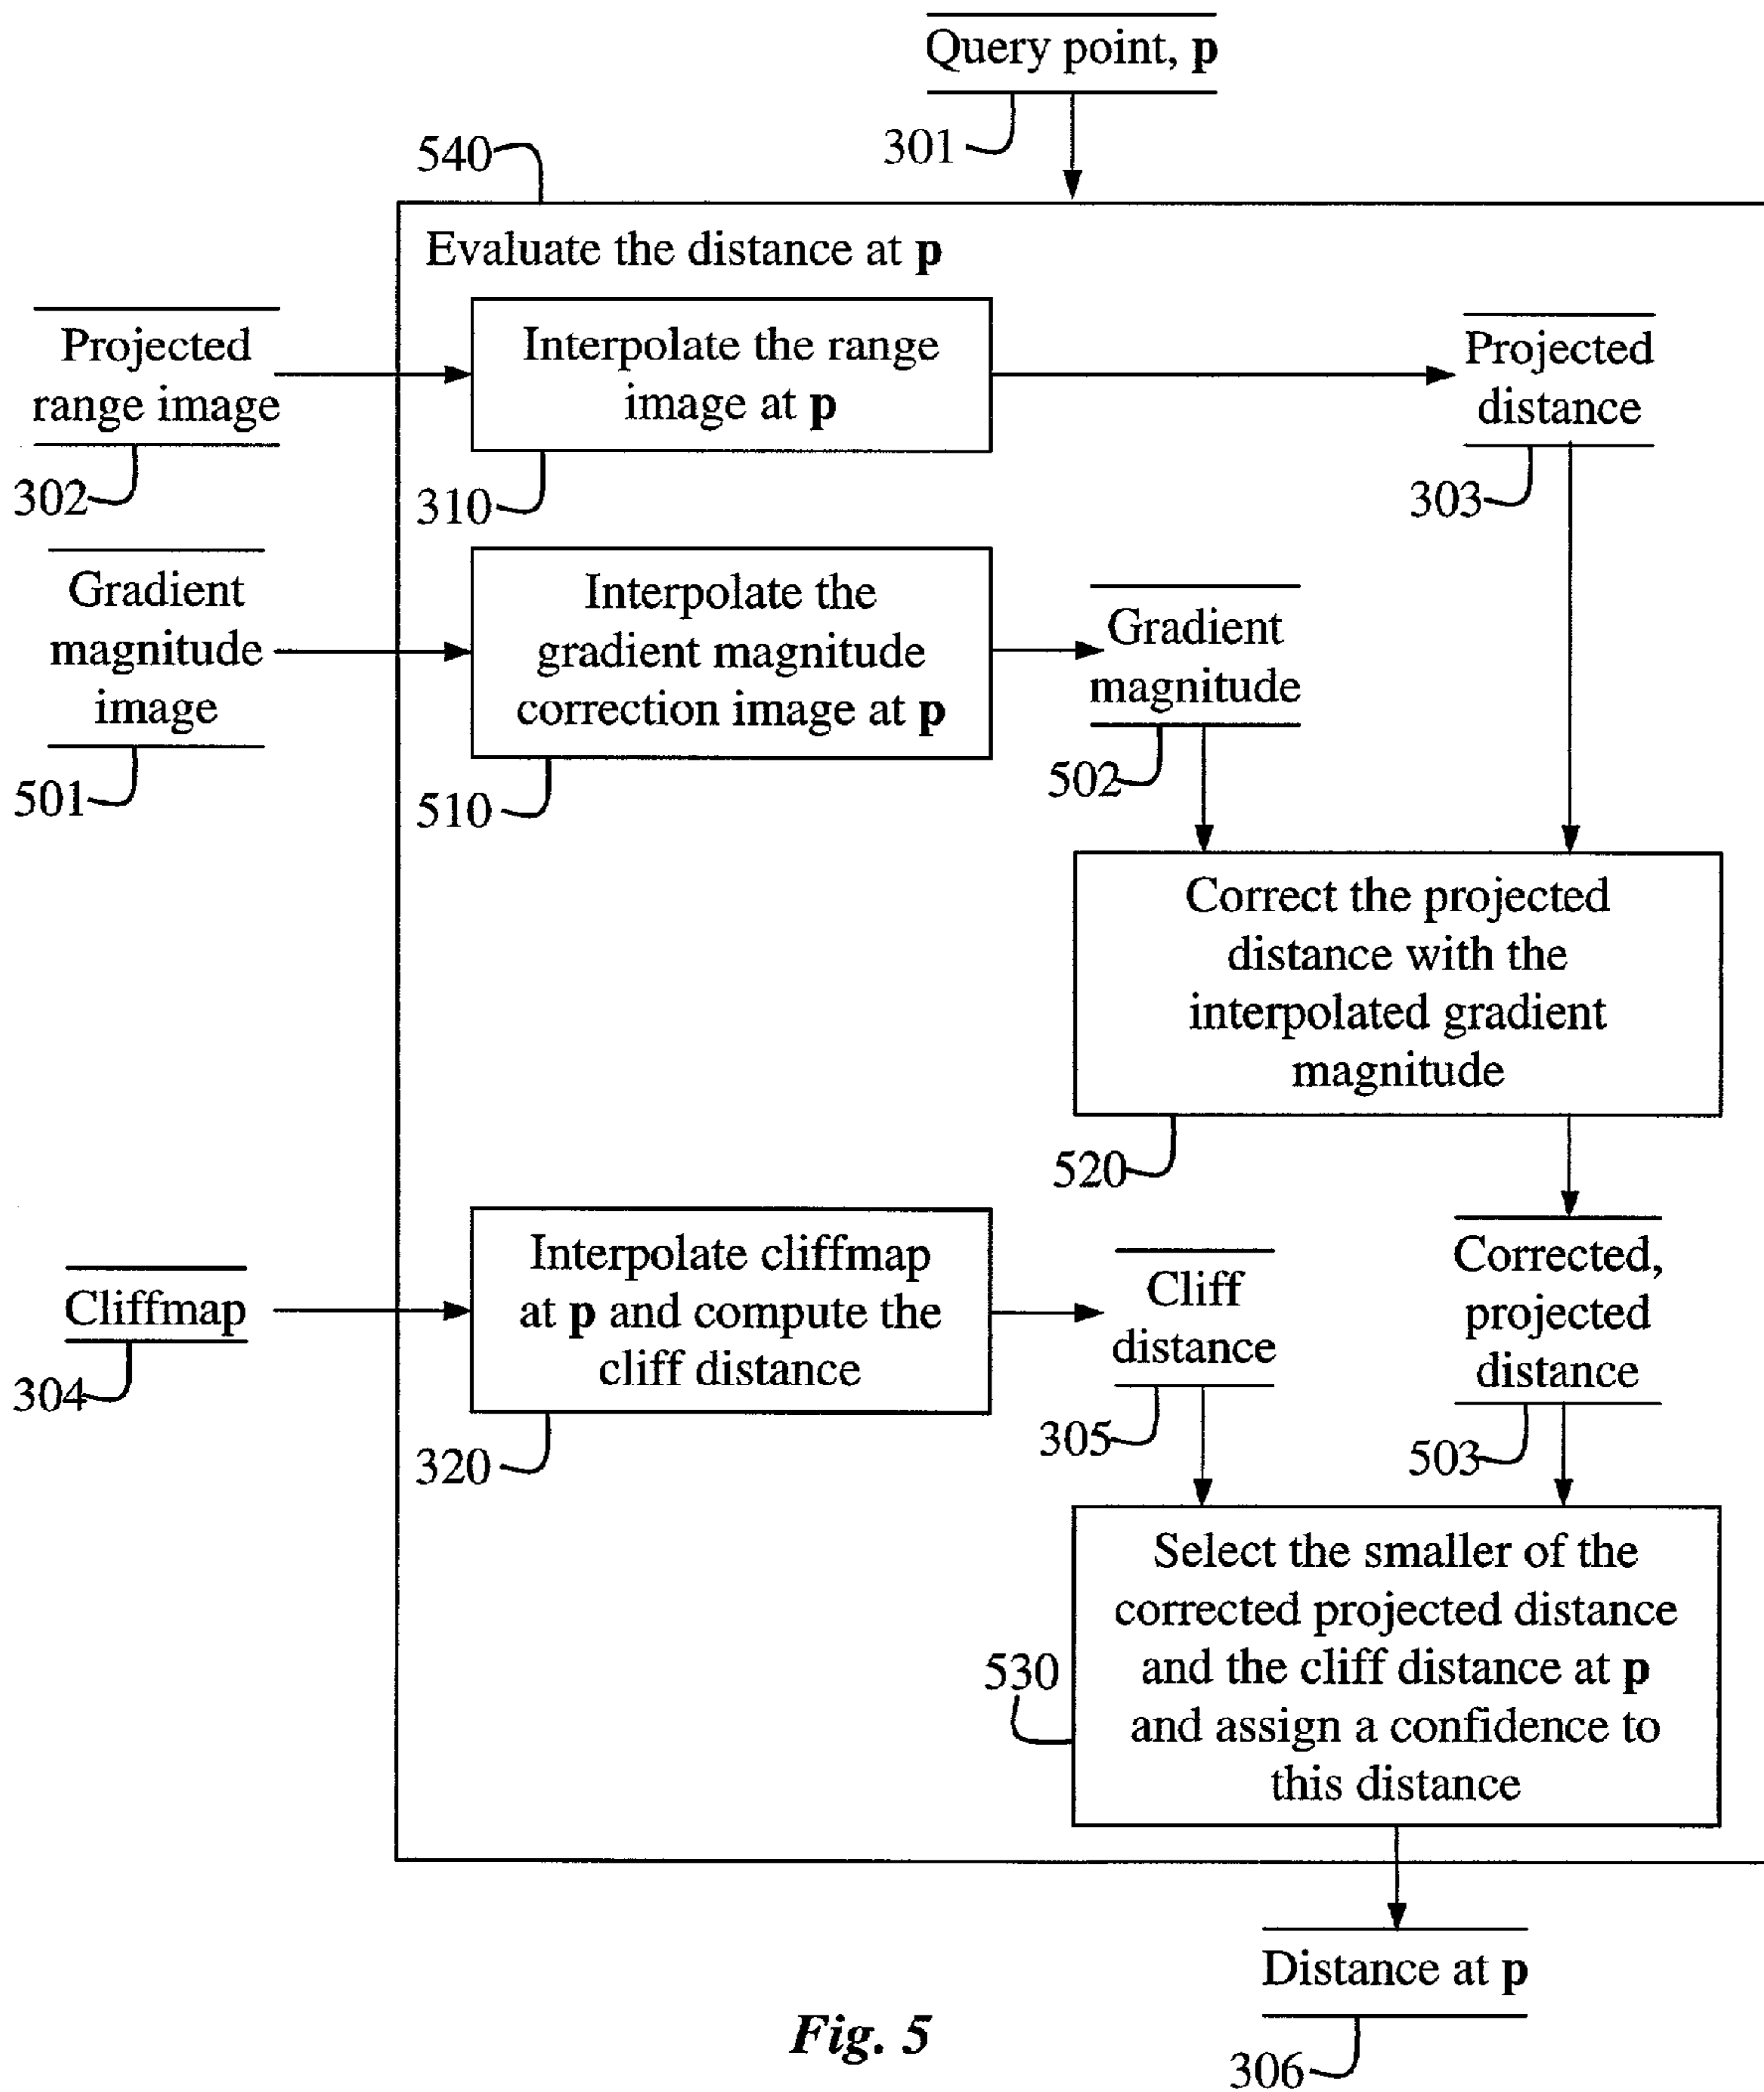 Query point, p
301
540
Evaluate the distance at p
Projected
range image
302
Interpolate the range
image at p
310
Projected
distance
303
Gradient
magnitude
image
501
Interpolate the
gradient magnitude
correction image at p
510
Gradient
magnitude
502
Correct the projected
distance with the
interpolated gradient
magnitude
520
Cliffmap
304
Interpolate cliffmap
at p and compute the
cliff distance
320
Cliff
distance
305
Corrected,
projected
distance
503
Select the smaller of the
corrected projected distance
and the cliff distance at p
and assign a confidence to
this distance
530
Distance at p
306
Fig. 5